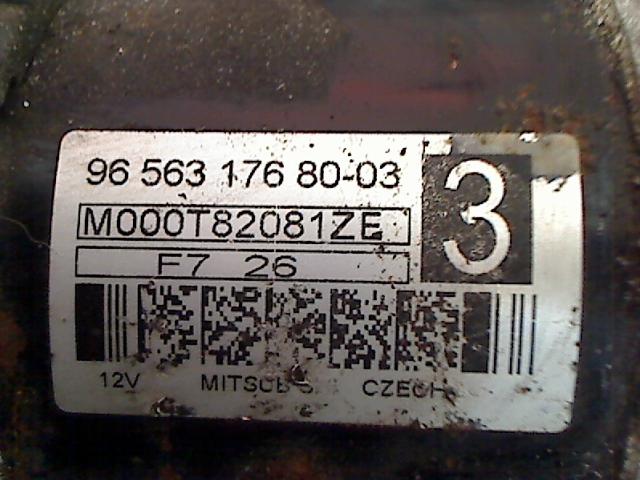 96 563 176 80-03
3
M000T82081ZE
F7 26
12V CZECH